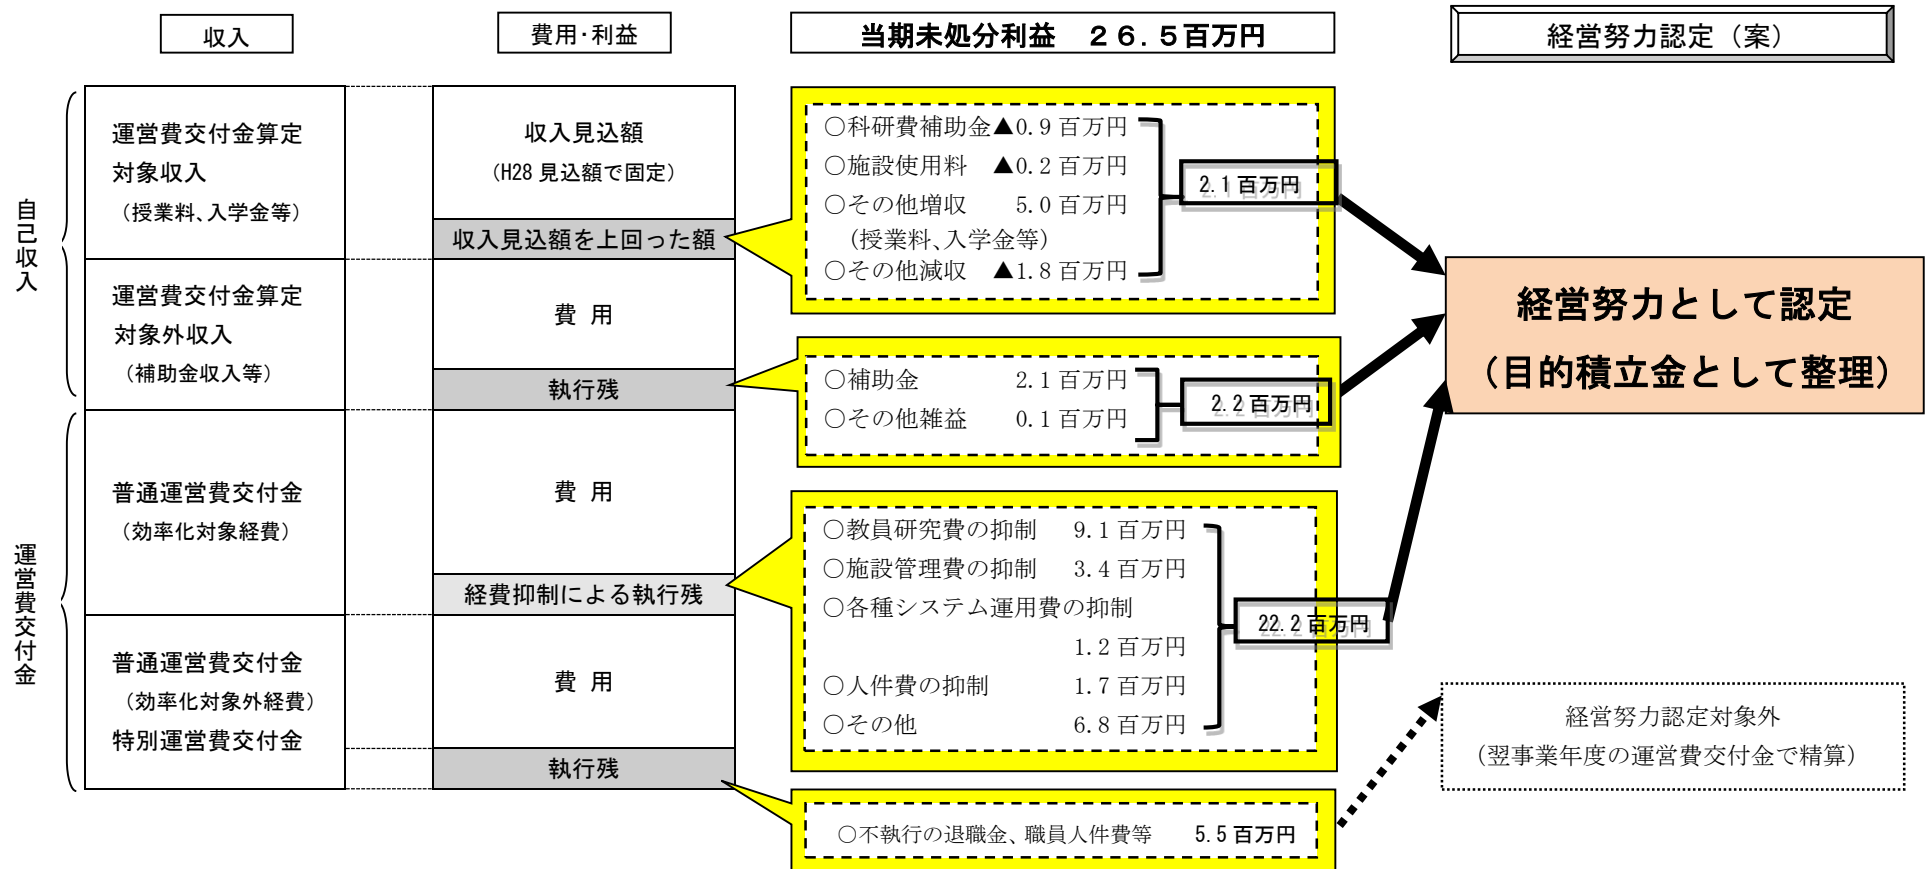 収入
費用・利益
当期未処分利益　２６.５百万円
経営努力認定（案）
自己収入
運営費交付金算定
対象収入
（授業料、入学金等）
収入見込額
（H28 見込額で固定）
収入見込額を上回った額
○科研費補助金▲0.9 百万円
○施設使用料　▲0.2 百万円
○その他増収　　5.0 百万円
（授業料、入学金等）
○その他減収　▲1.8 百万円
2.1 百万円
運営費交付金算定
対象外収入
（補助金収入等）
費 用
執行残
○補助金　　　　2.1 百万円
○その他雑益　　0.1 百万円
2.2 百万円
経営努力として認定
（目的積立金として整理）
運営費交付金
普通運営費交付金
（効率化対象経費）
費 用
経費抑制による執行残
○教員研究費の抑制　9.1 百万円
○施設管理費の抑制　3.4 百万円
○各種システム運用費の抑制
1.2 百万円
○人件費の抑制　　　1.7 百万円
○その他　　　　　　6.8 百万円
22.2 百万円
普通運営費交付金
（効率化対象外経費）
特別運営費交付金
費 用
執行残
○不執行の退職金、職員人件費等　5.5 百万円
経営努力認定対象外
（翌事業年度の運営費交付金で精算）